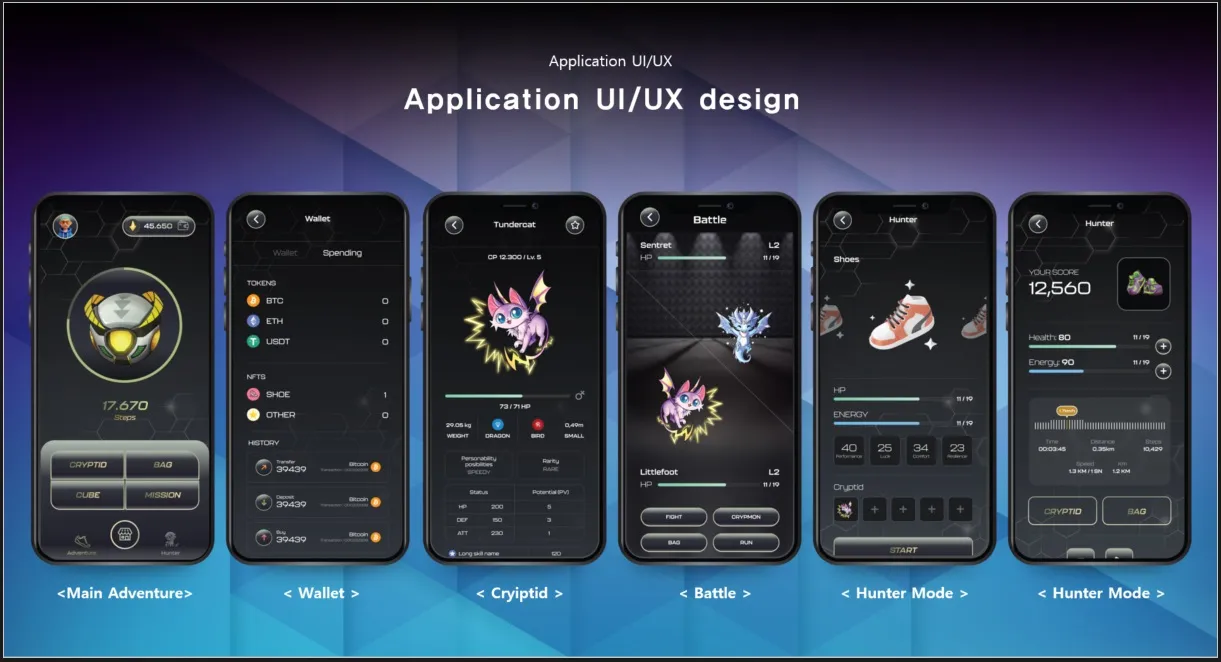 Application UI/UX
Application UI/UX design
45.650
17,670
Steps
CRYPTID
BAG
CUBE
MISSION
Adventure
Hunter
<Main Adventure>
Wallet
Wallet
Spending
TOKENS
BTC 0
ETH 0
USDT 0
NFTS
SHOE 1
OTHER 0
HISTORY
Transfer
39439
Bitcoin
Deposit
39439
Bitcoin
Buy
39439
Bitcoin
< Wallet >
Tundercat
CP 12.300 / Lv. 5
73 / 71 HP
29.05 kg
WEIGHT
DRAGON
BIRD
0,49m
SMALL
Personability
posibilities
SPEEDY
Rarity
RARE
Status
Potential (PV)
HP 200 5
DEF 150 3
ATT 230 1
Long skill name 120
< Cryiptid >
Battle
Sentret L2
HP 11 / 19
Littlefoot L2
HP 11 / 19
FIGHT
CRYPMON
BAG
RUN
< Battle >
Hunter
Shoes
HP
11 / 19
ENERGY
11 / 19
40
Performance
25
Luck
34
Comfort
23
Resilience
Cryptid
START
< Hunter Mode >
Hunter
YOUR SCORE
12,560
Health: 80 11 / 19
Energy: 90 11 / 19
Time
00:03:45
Distance
0.35km
Steps
10,429
Speed
1.3 KM / 1 BN
Km
1.2 KM
CRYPTID
BAG
< Hunter Mode >